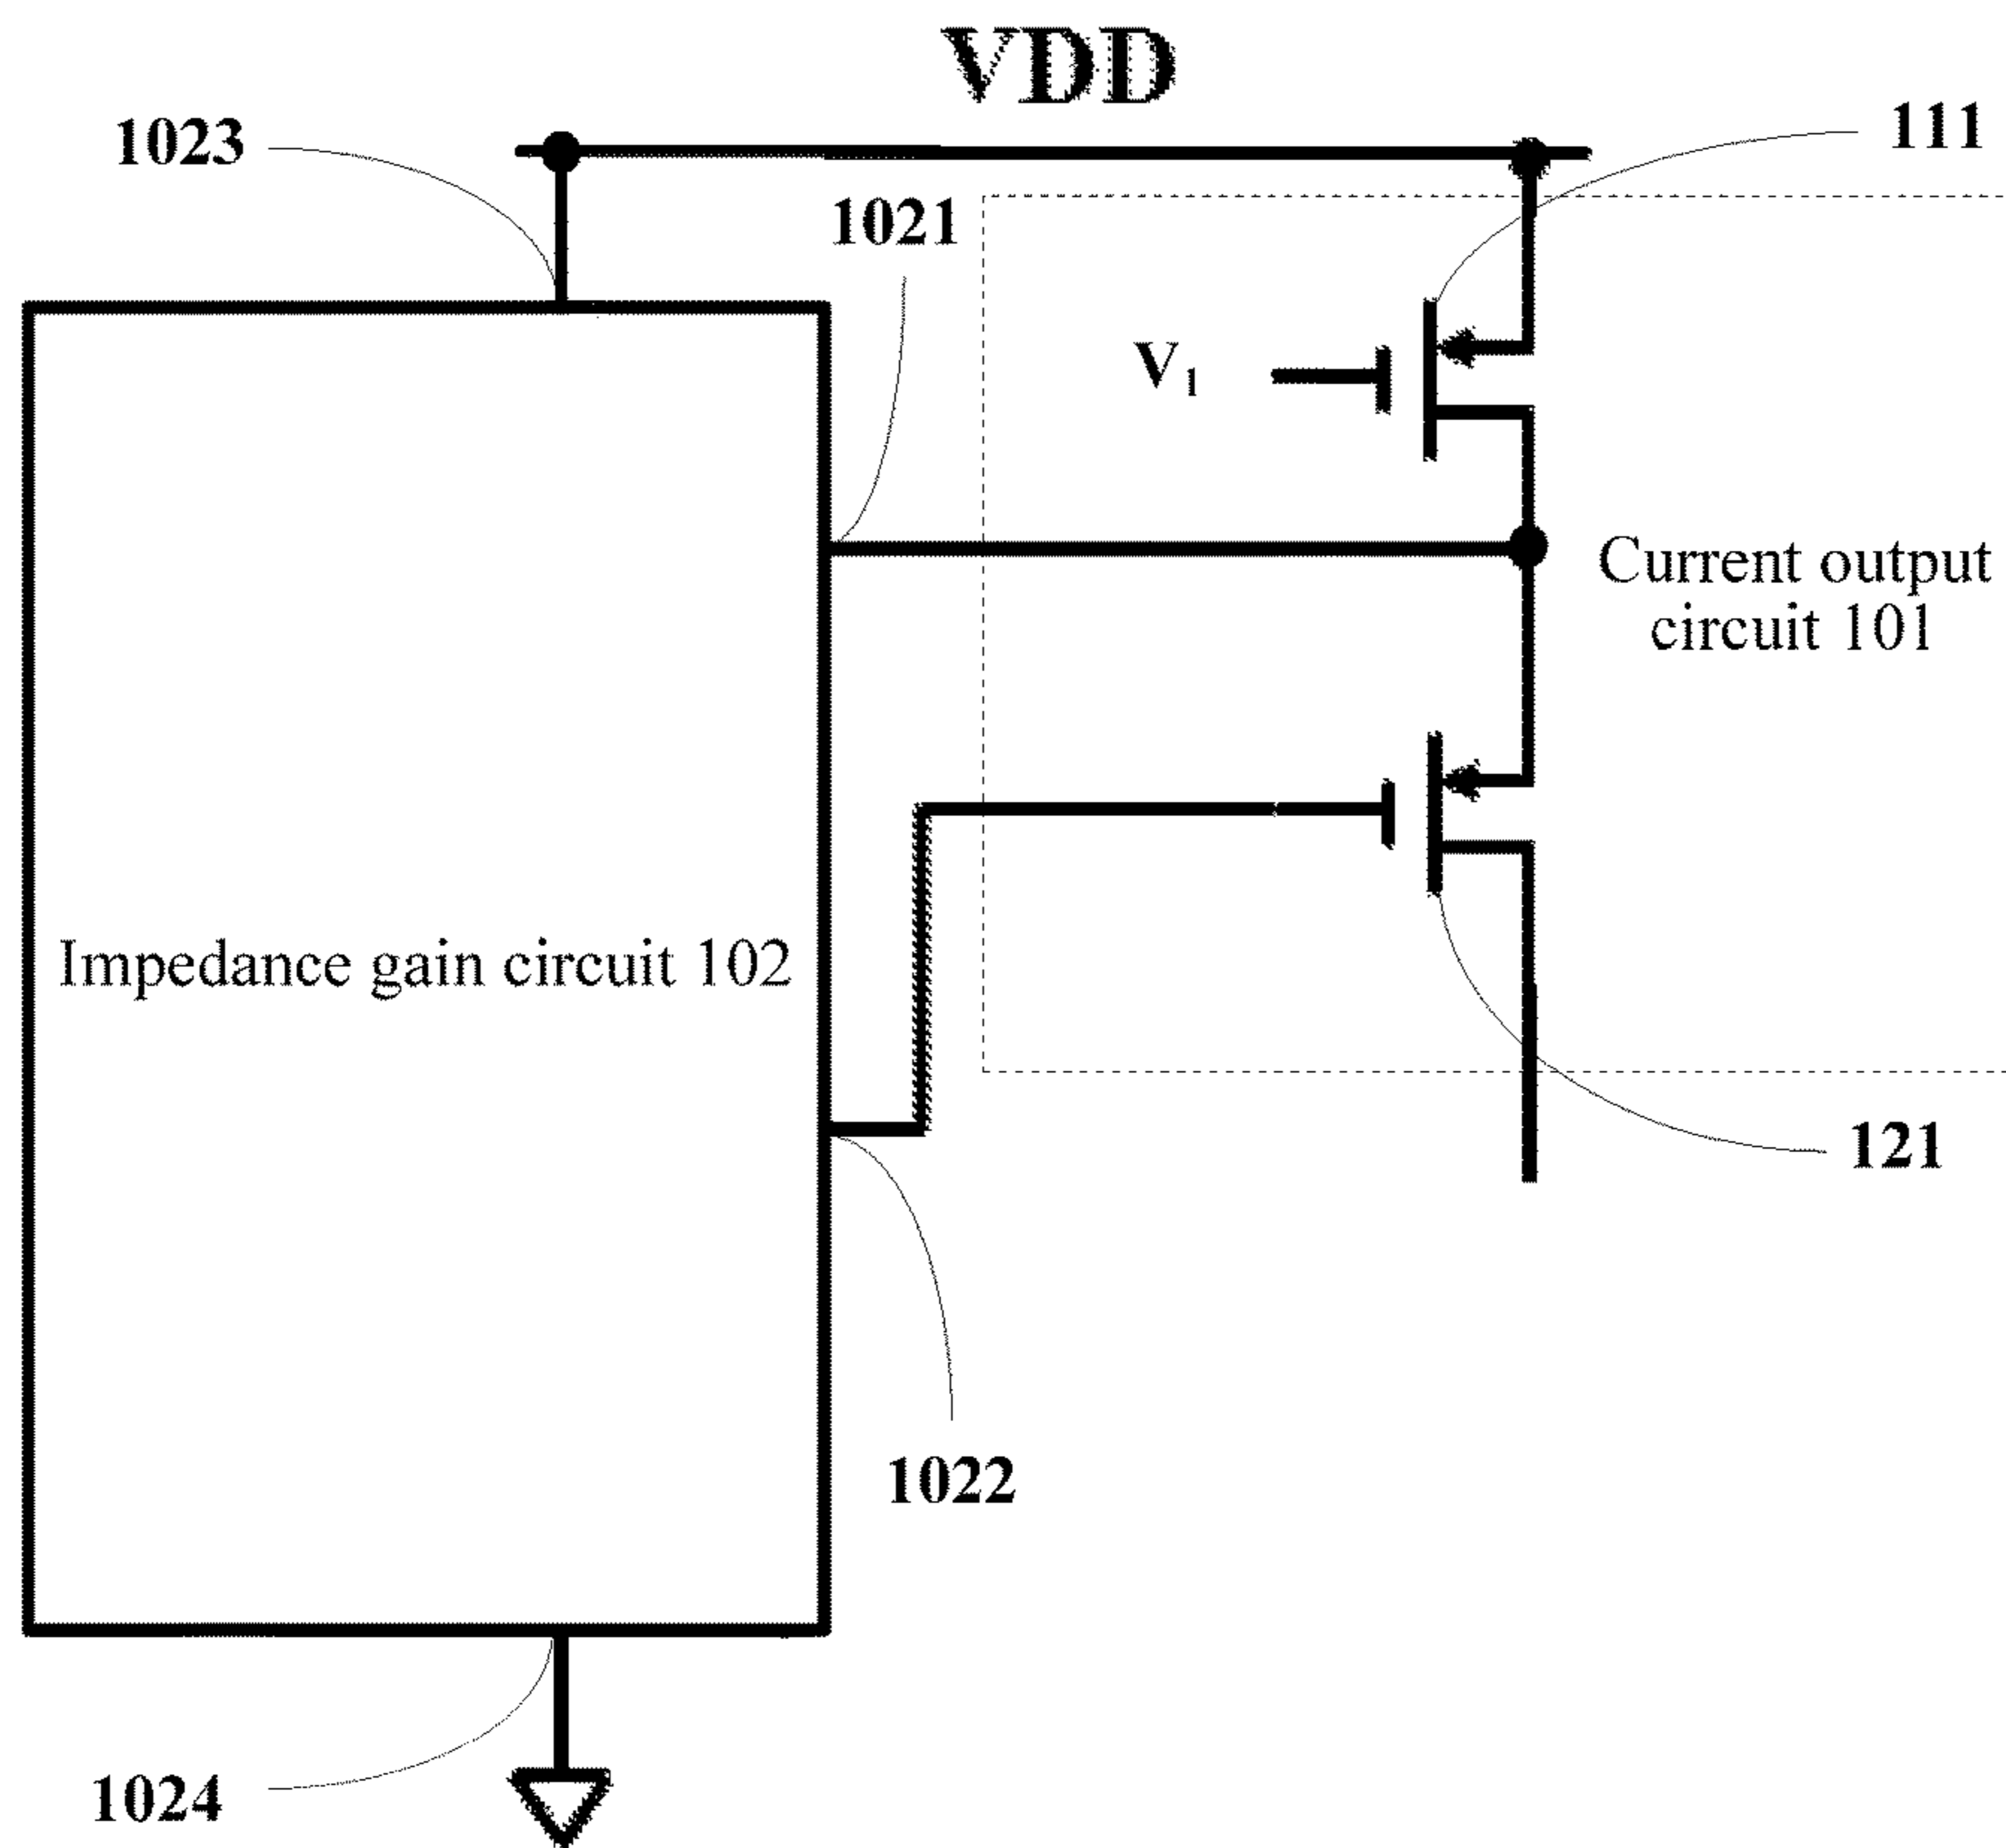 VDD
1023
111
1021
V1
Current output
circuit 101
Impedance gain circuit 102
121
1022
1024